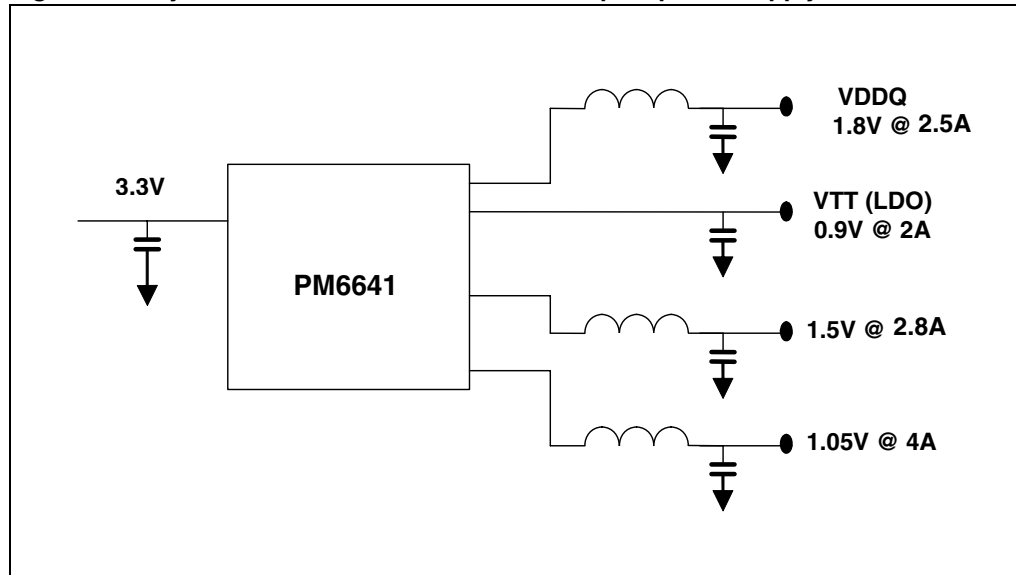 3.3V
PM6641
VDDQ
1.8V @ 2.5A
VTT (LDO)
0.9V @ 2A
1.5V @ 2.8A
1.05V @ 4A